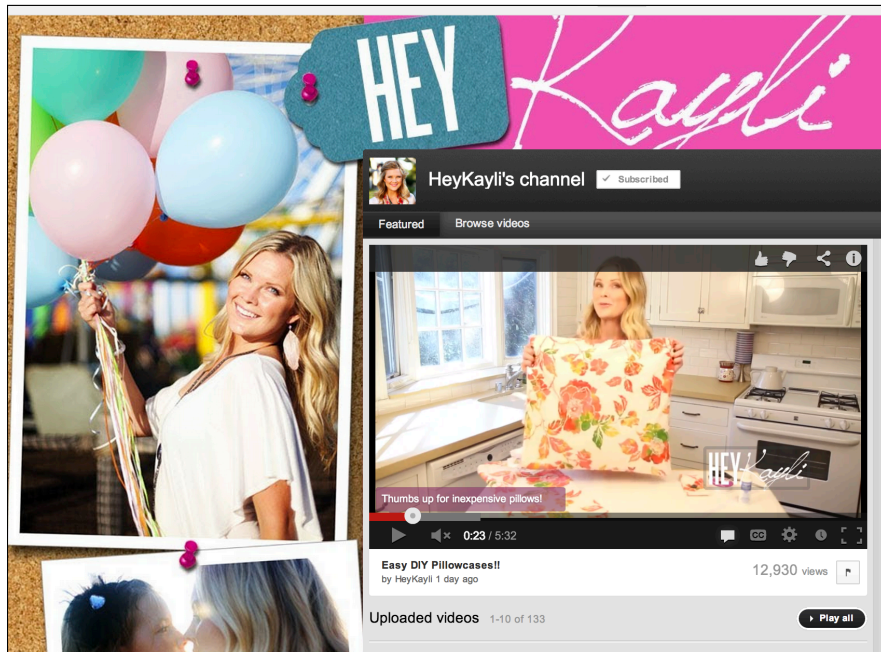 HEY Kayli
HeyKayli's channel
Subscribed
Featured
Browse videos
HEY Kayli
Thumbs up for inexpensive pillows!
0:23 / 5:32
CC
Easy DIY Pillowcases!!
by HeyKayli 1 day ago
12,930 views
Uploaded videos 1-10 of 133
Play all